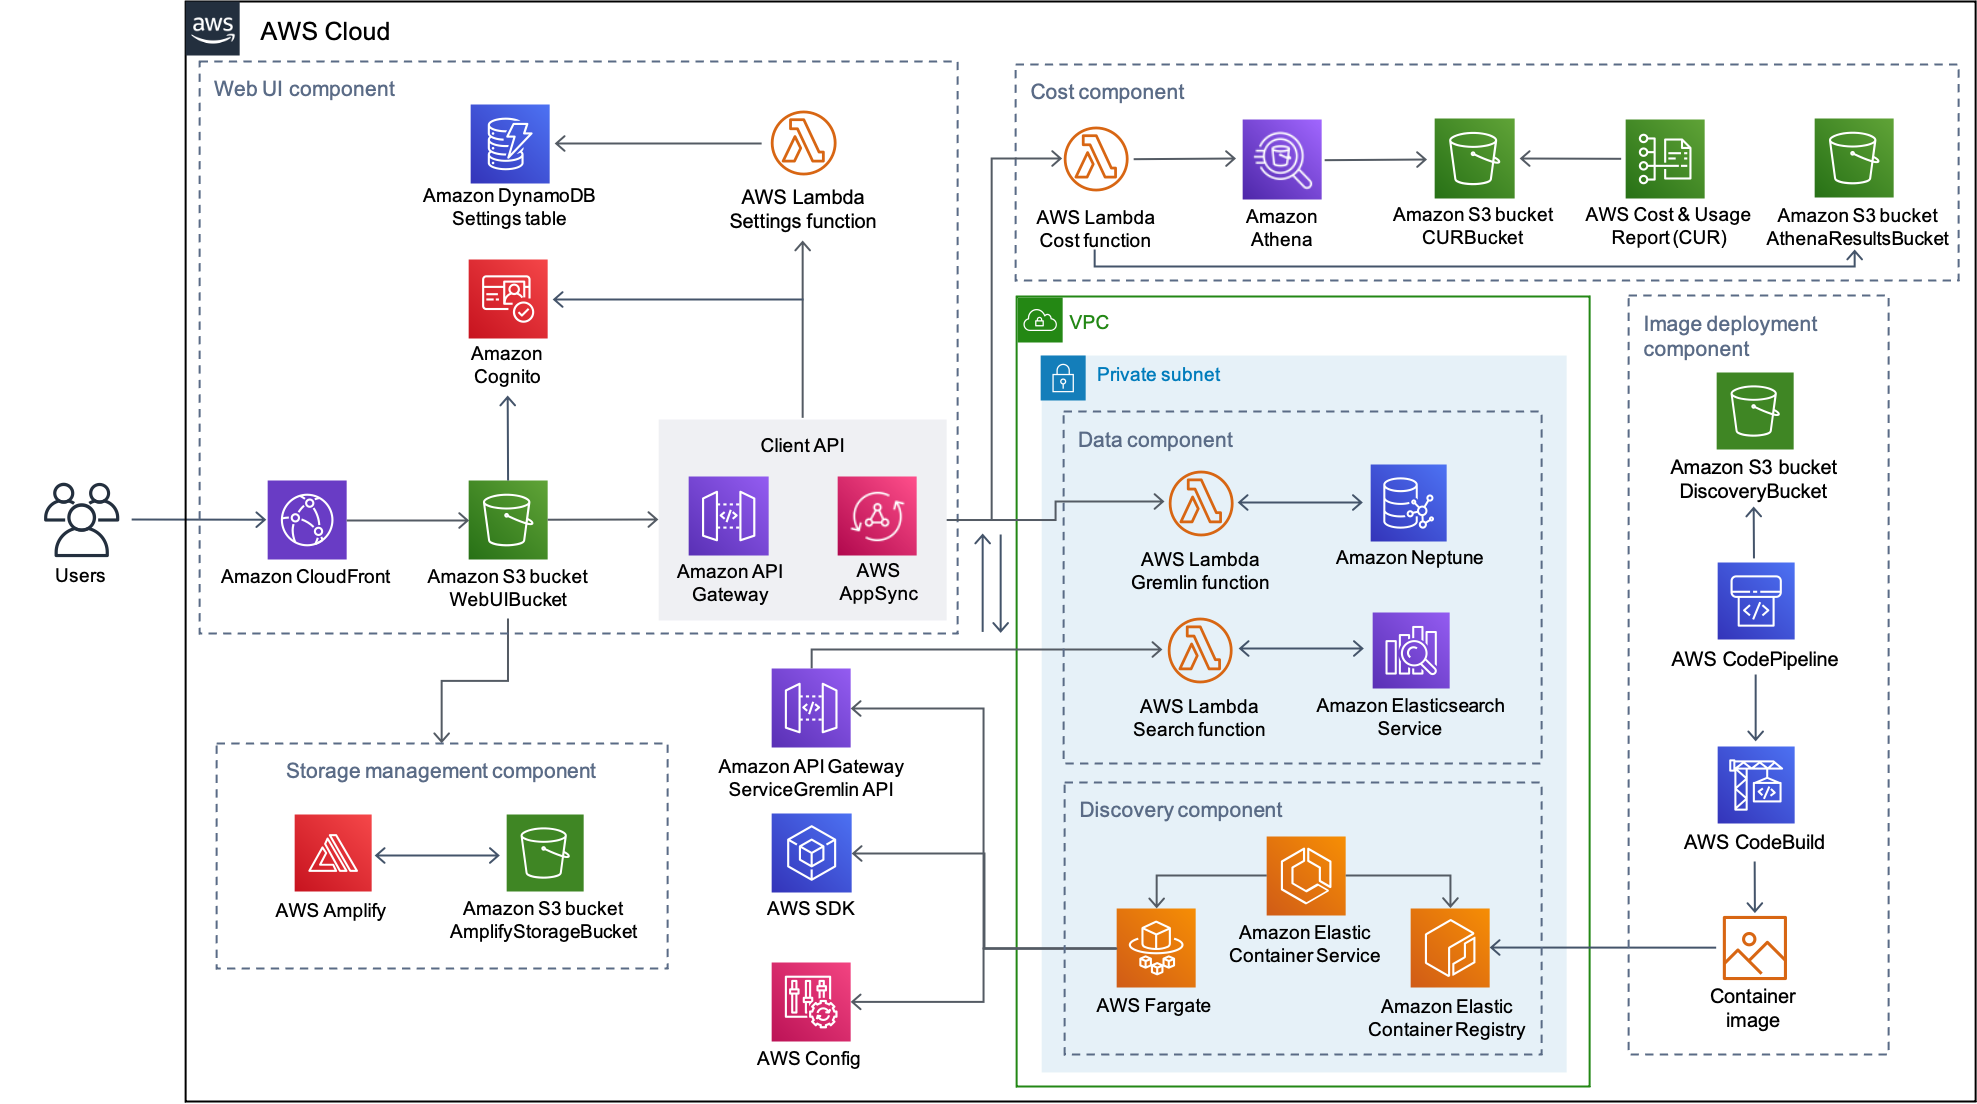 aws
AWS Cloud
Web UI component
Amazon DynamoDB
Settings table
AWS Lambda
Settings function
Amazon
Cognito
Client API
Amazon API
Gateway
AWS
AppSync
Users
Amazon CloudFront
Amazon S3 bucket
WebUIBucket
Cost component
AWS Lambda
Cost function
Amazon
Athena
Amazon S3 bucket
CURBucket
AWS Cost & Usage
Report (CUR)
Amazon S3 bucket
AthenaResultsBucket
VPC
Private subnet
Data component
AWS Lambda
Gremlin function
Amazon Neptune
AWS Lambda
Search function
Amazon Elasticsearch
Service
Image deployment
component
Amazon S3 bucket
DiscoveryBucket
AWS CodePipeline
AWS CodeBuild
Container
image
Storage management component
AWS Amplify
Amazon S3 bucket
AmplifyStorageBucket
Amazon API Gateway
ServiceGremlin API
AWS SDK
AWS Config
Discovery component
Amazon Elastic
Container Service
AWS Fargate
Amazon Elastic
Container Registry